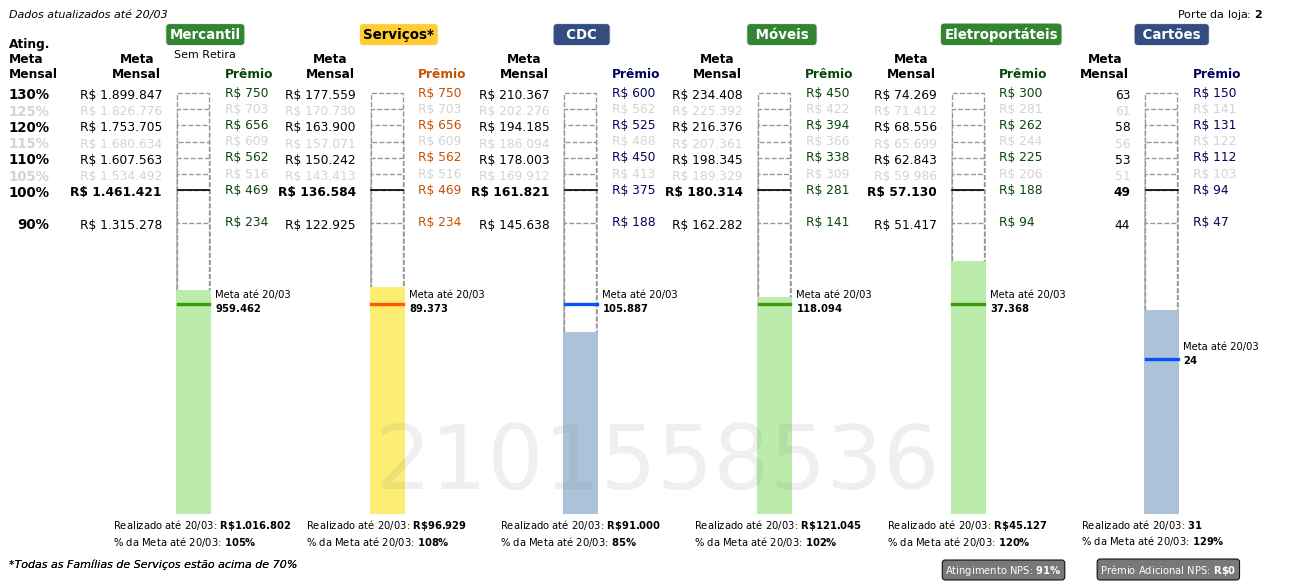 Dados atualizados até 20/03
Porte da loja: 2
Mercantil Serviços* CDC Móveis Eletroportáteis Cartões
Sem Retira
Ating. Meta Mensal Meta Mensal Prêmio Meta Mensal Prêmio Meta Mensal Prêmio Meta Mensal Prêmio Meta Mensal Prêmio Meta Mensal Prêmio
130% R$ 1.899.847 R$ 750 R$ 177.559 R$ 750 R$ 210.367 R$ 600 R$ 234.408 R$ 450 R$ 74.269 R$ 300 63 R$ 150
125% R$ 1.826.776 R$ 703 R$ 170.730 R$ 703 R$ 202.276 R$ 562 R$ 225.392 R$ 422 R$ 71.412 R$ 281 61 R$ 141
120% R$ 1.753.705 R$ 656 R$ 163.900 R$ 656 R$ 194.185 R$ 525 R$ 216.376 R$ 394 R$ 68.556 R$ 262 58 R$ 131
115% R$ 1.680.634 R$ 609 R$ 157.071 R$ 609 R$ 186.094 R$ 488 R$ 207.361 R$ 366 R$ 65.699 R$ 244 56 R$ 122
110% R$ 1.607.563 R$ 562 R$ 150.242 R$ 562 R$ 178.003 R$ 450 R$ 198.345 R$ 338 R$ 62.843 R$ 225 53 R$ 112
105% R$ 1.534.492 R$ 516 R$ 143.413 R$ 516 R$ 169.912 R$ 413 R$ 189.329 R$ 309 R$ 59.986 R$ 206 51 R$ 103
100% R$ 1.461.421 R$ 469 R$ 136.584 R$ 469 R$ 161.821 R$ 375 R$ 180.314 R$ 281 R$ 57.130 R$ 188 49 R$ 94
90% R$ 1.315.278 R$ 234 R$ 122.925 R$ 234 R$ 145.638 R$ 188 R$ 162.282 R$ 141 R$ 51.417 R$ 94 44 R$ 47
Meta até 20/03 Meta até 20/03 Meta até 20/03 Meta até 20/03 Meta até 20/03
959.462 89.373 105.887 118.094 37.368
Meta até 20/03
24
2101558536
Realizado até 20/03: R$1.016.802 Realizado até 20/03: R$96.929 Realizado até 20/03: R$91.000 Realizado até 20/03: R$121.045 Realizado até 20/03: R$45.127 Realizado até 20/03: 31
% da Meta até 20/03: 105% % da Meta até 20/03: 108% % da Meta até 20/03: 85% % da Meta até 20/03: 102% % da Meta até 20/03: 120% % da Meta até 20/03: 129%
*Todas as Famílias de Serviços estão acima de 70%
Atingimento NPS: 91% Prêmio Adicional NPS: R$0